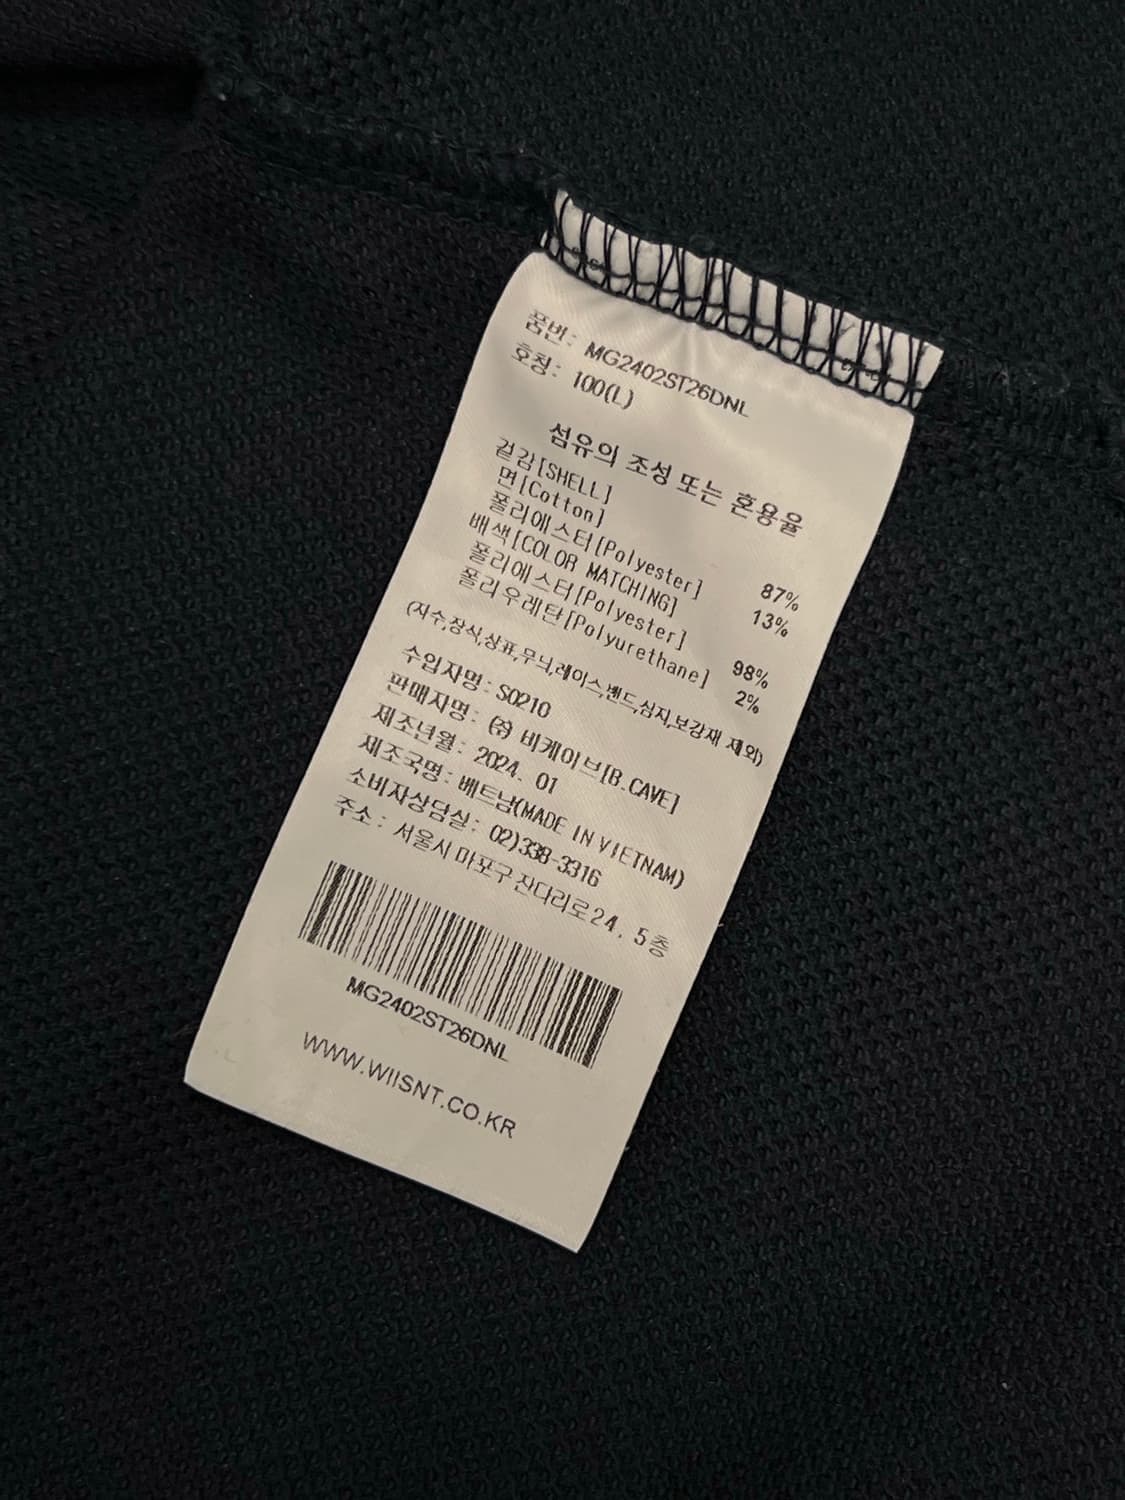 품번: MG2402ST26DNL
호칭: 100(L)
섬유의 조성 또는 혼용율
겉감[SHELL]
면[Cotton] 87%
폴리에스터[Polyester] 13%
배색[COLOR MATCHING]
폴리에스터[Polyester] 98%
폴리우레탄[Polyurethane] 2%
(자수,장식,상표,무늬,레이스,밴드,심지,보강재 제외)
수입자명: S0210
판매자명: (주) 비케이브[B.CAVE]
제조년월: 2024. 01
제조국명: 베트남(MADE IN VIETNAM)
소비자상담실: 02)338-3316
주소: 서울시 마포구 잔다리로24, 5층
MG2402ST26DNL
WWW.WIISNT.CO.KR